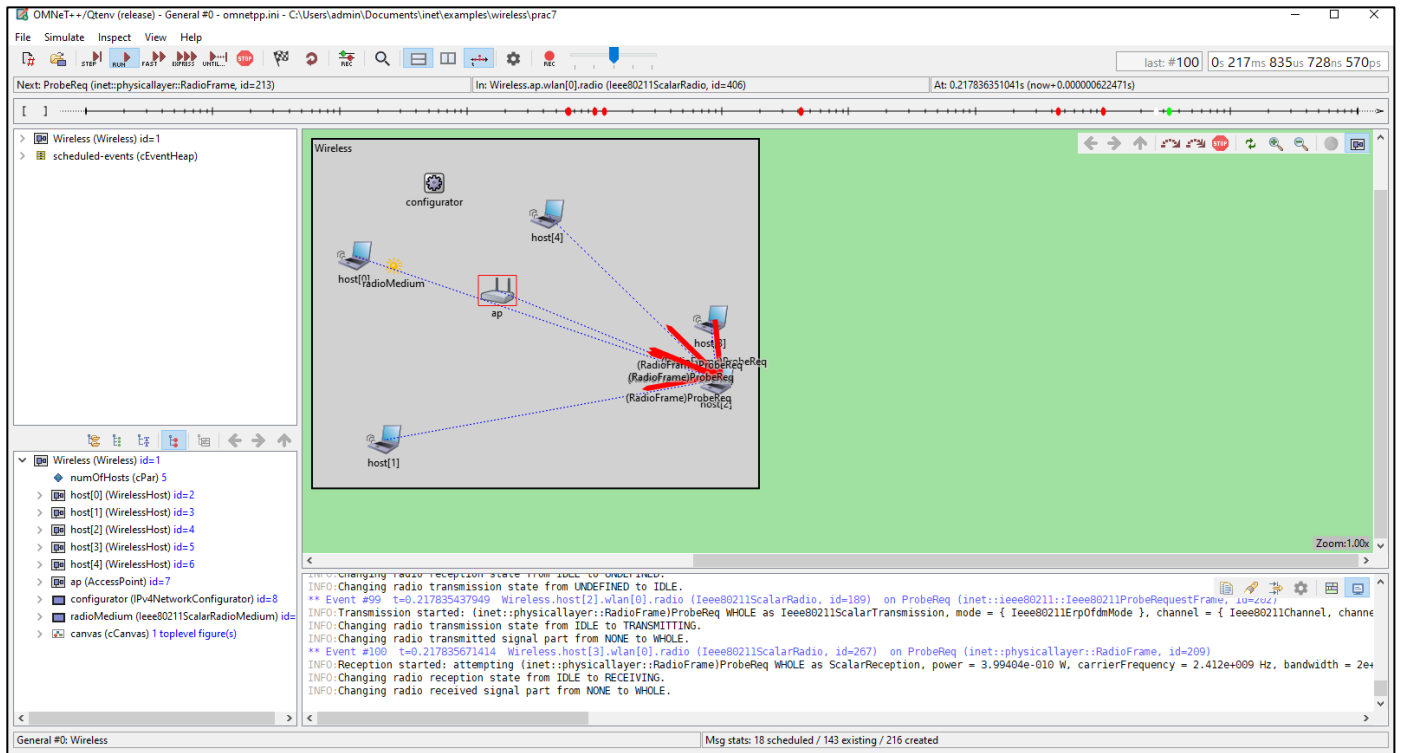 OMNeT++/Qtenv (release) - General #0 - omnetpp.ini - C:\Users\admin\Documents\inet\examples\wireless\prac7
File Simulate Inspect View Help
STEP RUN FAST EXPRESS UNTIL... STOP REC REC
last: #100 0s 217ms 835us 728ns 570ps
Next: ProbeReq (inet::physicallayer::RadioFrame, id=213) In: Wireless.ap.wlan[0].radio (Ieee80211ScalarRadio, id=406) At: 0.217836351041s (now+0.000000622471s)
[ ]
Wireless (Wireless) id=1
scheduled-events (cEventHeap)
Wireless
STOP
configurator
host[4]
host[0]
radioMedium
ap
host[3]
(RadioFrame)ProbeReq
(RadioFrame)ProbeReq
(RadioFrame)ProbeReq
host[2]
host[1]
Zoom:1.00x
Wireless (Wireless) id=1
numOfHosts (cPar) 5
host[0] (WirelessHost) id=2
host[1] (WirelessHost) id=3
host[2] (WirelessHost) id=4
host[3] (WirelessHost) id=5
host[4] (WirelessHost) id=6
ap (AccessPoint) id=7
configurator (IPv4NetworkConfigurator) id=8
radioMedium (Ieee80211ScalarRadioMedium) id=
canvas (cCanvas) 1 toplevel figure(s)
INFO:Changing radio reception state from IDLE to UNDEFINED.
INFO:Changing radio transmission state from UNDEFINED to IDLE.
** Event #99 t=0.217835437949 Wireless.host[2].wlan[0].radio (Ieee80211ScalarRadio, id=189) on ProbeReq (inet::ieee80211::Ieee80211ProbeRequestFrame, id=202)
INFO:Transmission started: (inet::physicallayer::RadioFrame)ProbeReq WHOLE as Ieee80211ScalarTransmission, mode = { Ieee80211ErpOfdmMode }, channel = { Ieee80211Channel, channe
INFO:Changing radio transmission state from IDLE to TRANSMITTING.
INFO:Changing radio transmitted signal part from NONE to WHOLE.
** Event #100 t=0.217835671414 Wireless.host[3].wlan[0].radio (Ieee80211ScalarRadio, id=267) on ProbeReq (inet::physicallayer::RadioFrame, id=209)
INFO:Reception started: attempting (inet::physicallayer::RadioFrame)ProbeReq WHOLE as ScalarReception, power = 3.99404e-010 W, carrierFrequency = 2.412e+009 Hz, bandwidth = 2e+
INFO:Changing radio reception state from IDLE to RECEIVING.
INFO:Changing radio received signal part from NONE to WHOLE.
General #0: Wireless Msg stats: 18 scheduled / 143 existing / 216 created